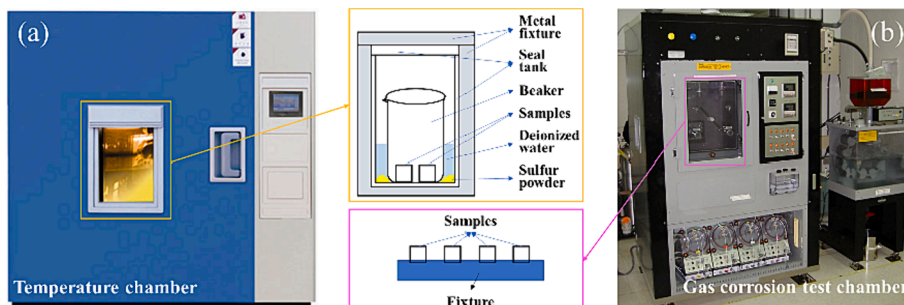 (a)
Temperature chamber
Metal
fixture
Seal
tank
Beaker
Samples
Deionized
water
Sulfur
powder
Samples
Fixture
(b)
Gas corrosion test chamber